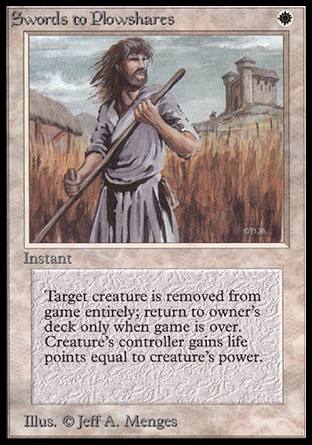 Swords to Plowshares
Instant
Target creature is removed from
game entirely; return to owner's
deck only when game is over.
Creature's controller gains life
points equal to creature's power.
Illus. © Jeff A. Menges